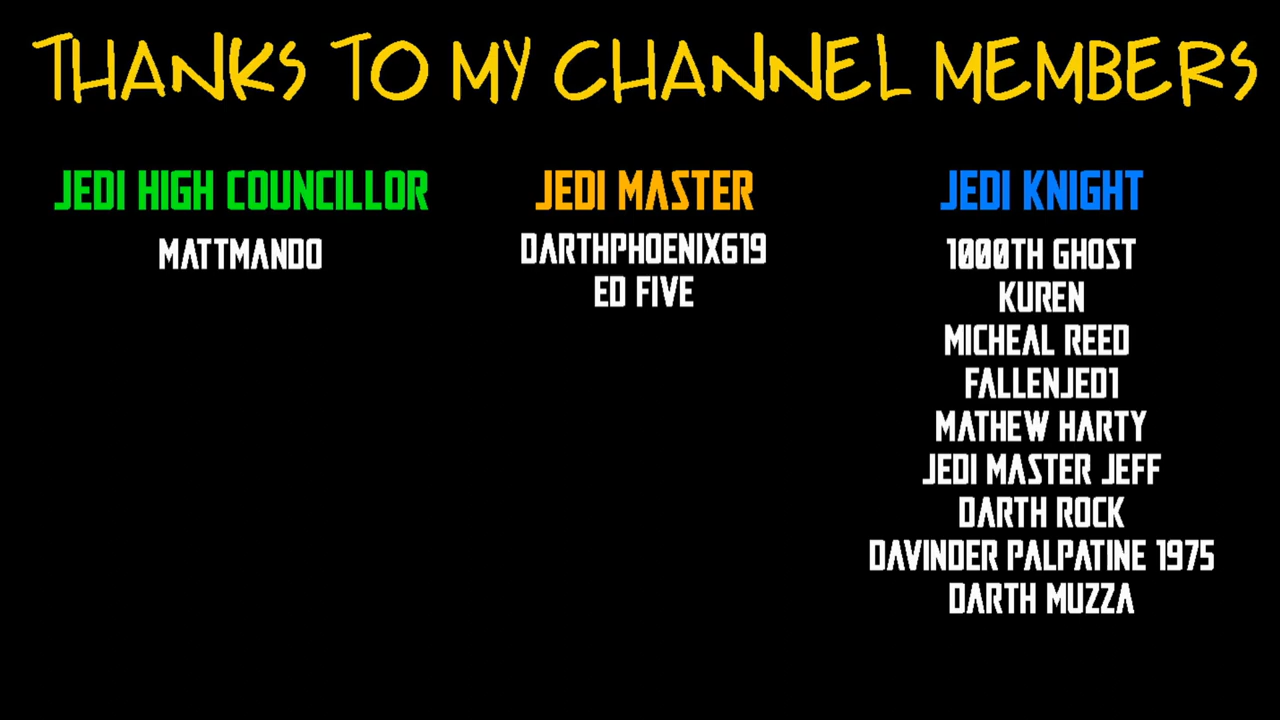 THANKS TO MY CHANNEL MEMBERS
JEDI HIGH COUNCILLOR
MATTMANDO
JEDI MASTER
DARTHPHOENIX619
ED FIVE
JEDI KNIGHT
1000TH GHOST
KUREN
MICHEAL REED
FALLENJED1
MATHEW HARTY
JEDI MASTER JEFF
DARTH ROCK
DAVINDER PALPATINE 1975
DARTH MUZZA